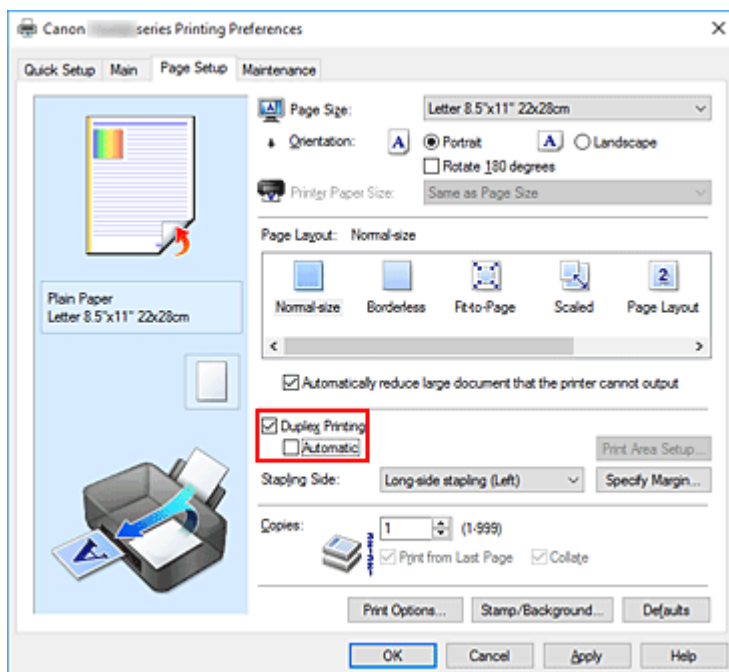 Canon series Printing Preferences
Quick Setup Main Page Setup Maintenance
Page Size: Letter 8.5"x11" 22x28cm
Orientation: A Portrait A Landscape
Rotate 180 degrees
Printer Paper Size: Same as Page Size
Page Layout: Normal-size
2
Normal-size Borderless Fit-to-Page Scaled Page Layout
Plain Paper
Letter 8.5"x11" 22x28cm
Automatically reduce large document that the printer cannot output
Duplex Printing
Automatic
Print Area Setup...
Stapling Side: Long-side stapling (Left) Specify Margin...
Copies: 1 (1-999)
Print from Last Page Collate
A
Print Options... Stamp/Background... Defaults
OK Cancel Apply Help